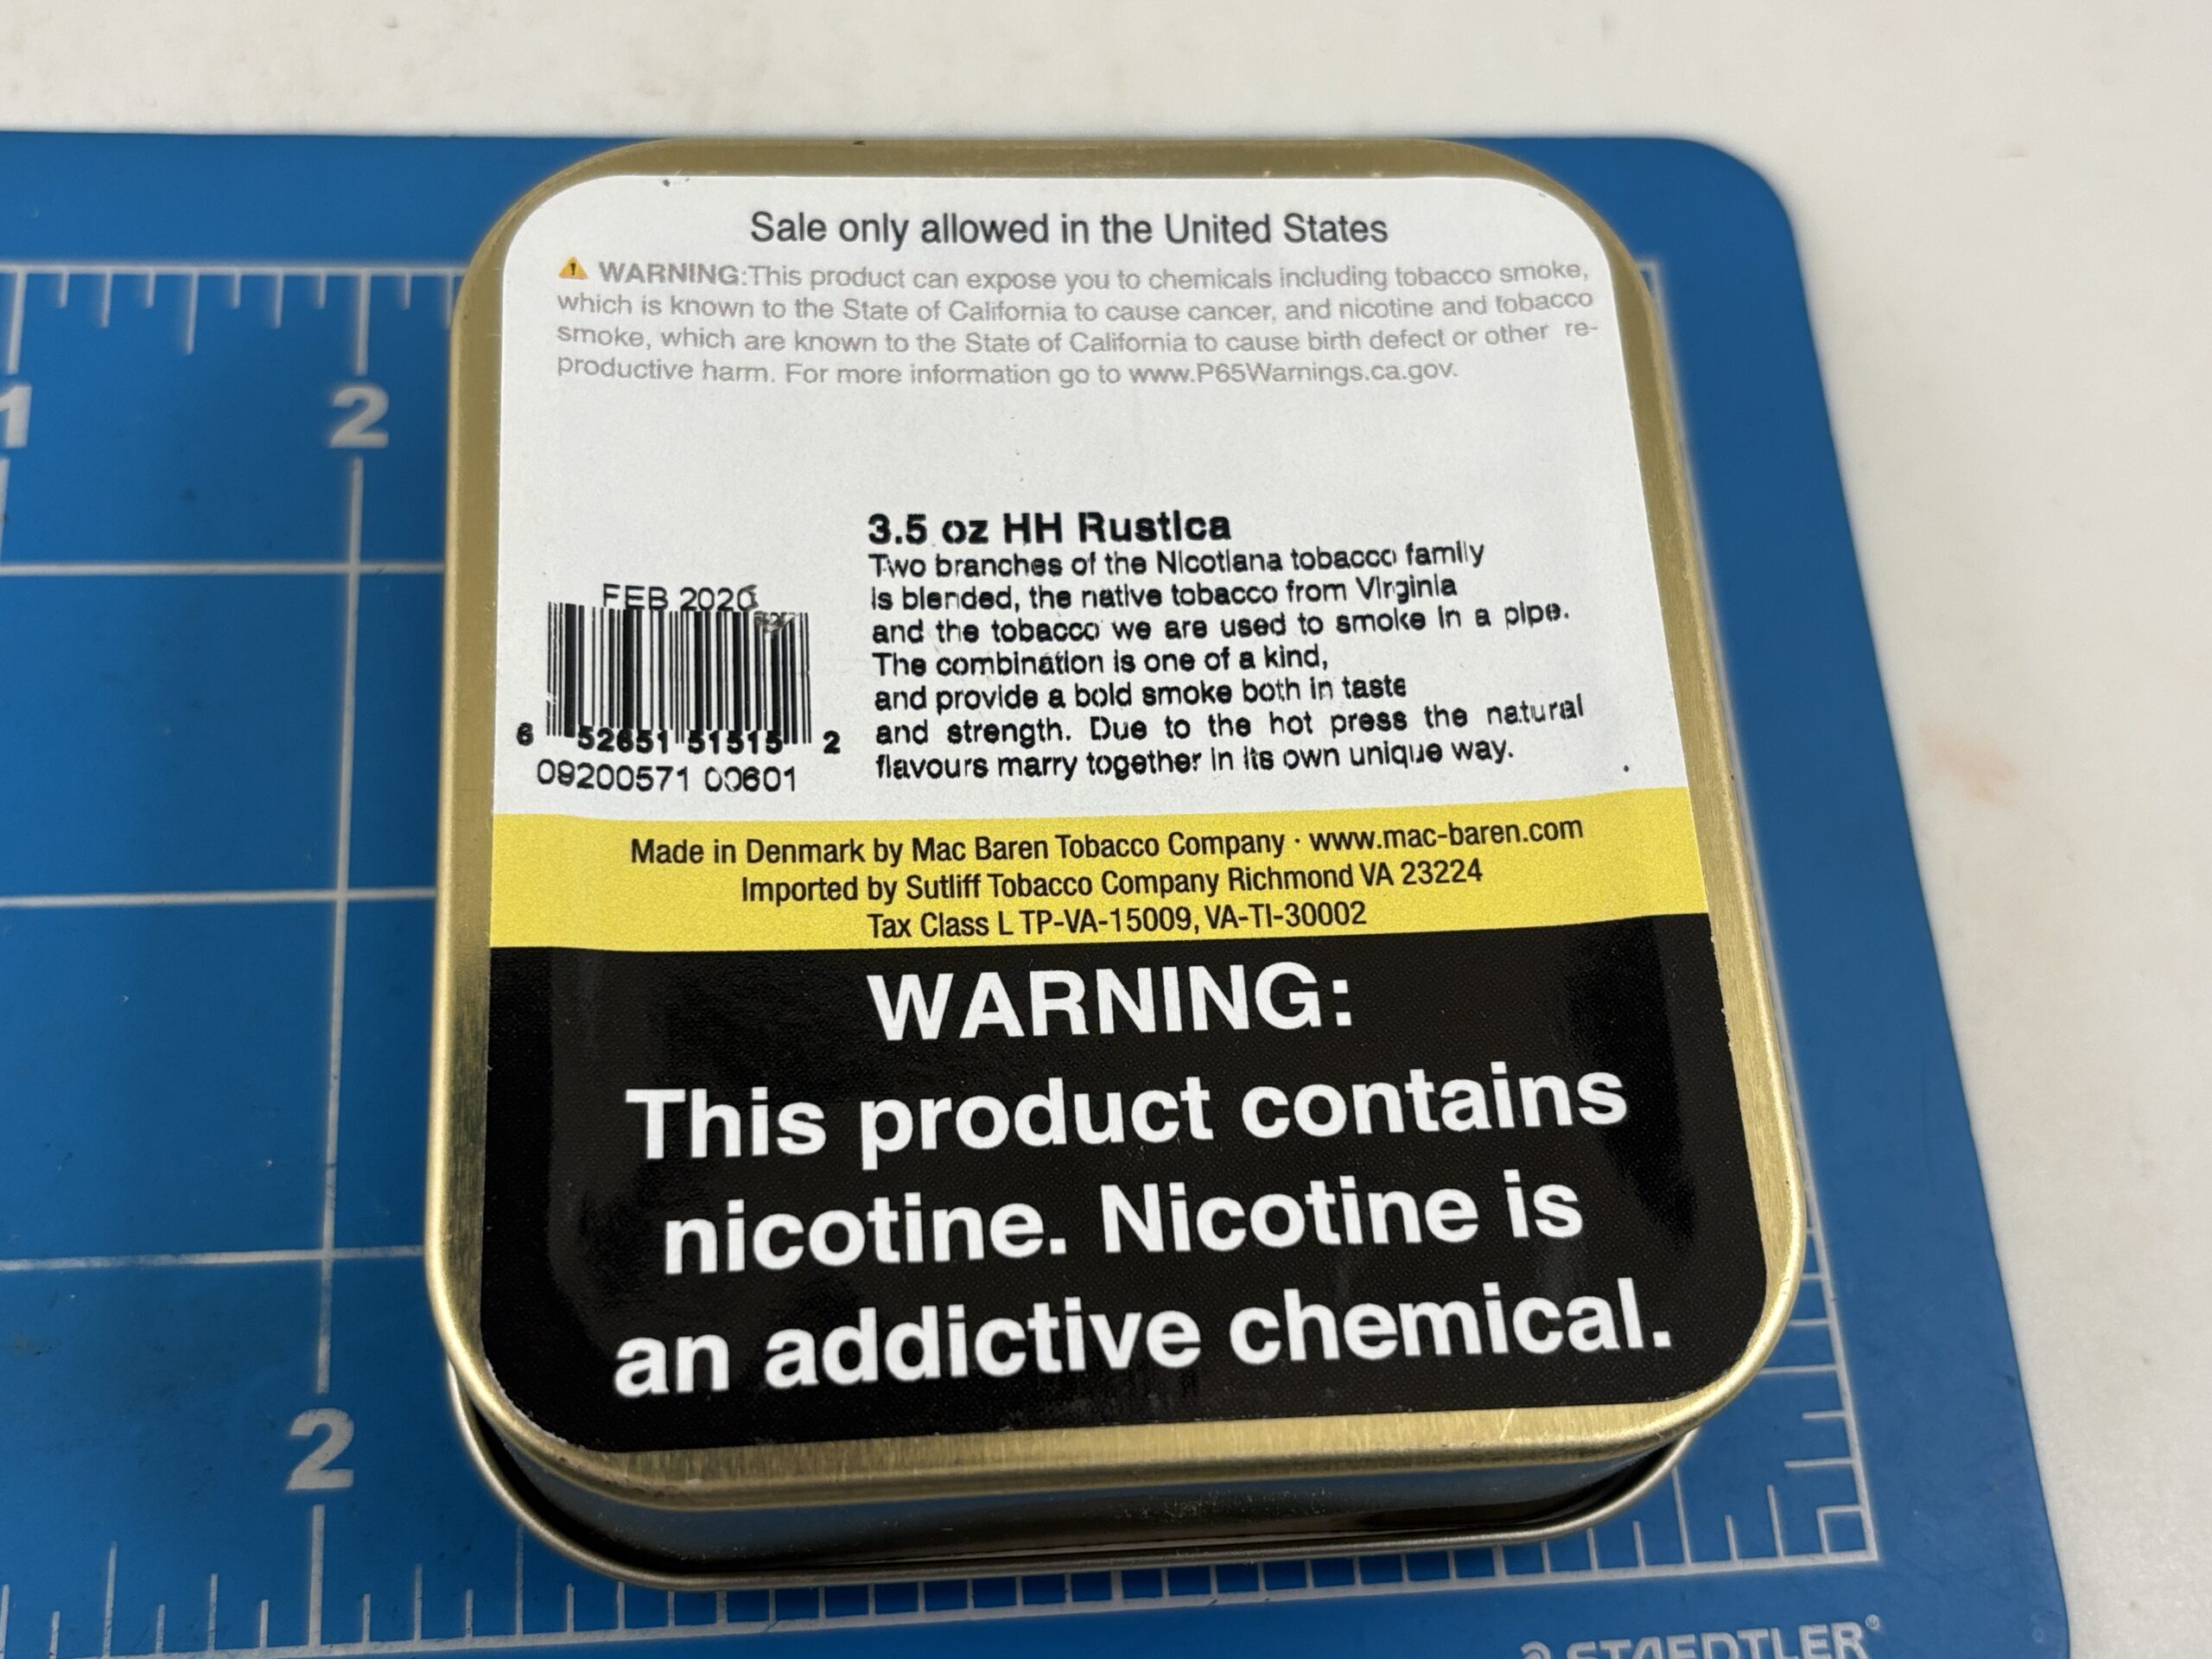 Sale only allowed in the United States
⚠ WARNING:This product can expose you to chemicals including tobacco smoke,
which is known to the State of California to cause cancer, and nicotine and tobacco
smoke, which are known to the State of California to cause birth defect or other re-
productive harm. For more information go to www.P65Warnings.ca.gov.
3.5 oz HH Rustica
Two branches of the Nicotiana tobacco family
is blended, the native tobacco from Virginia
and the tobacco we are used to smoke in a pipe.
The combination is one of a kind,
and provide a bold smoke both in taste
and strength. Due to the hot press the natural
flavours marry together in its own unique way.
FEB 2020
6 52651 51515 2
09200571 00601
Made in Denmark by Mac Baren Tobacco Company · www.mac-baren.com
Imported by Sutliff Tobacco Company Richmond VA 23224
Tax Class L TP-VA-15009, VA-TI-30002
WARNING:
This product contains
nicotine. Nicotine is
an addictive chemical.
1
2
2
STAEDTLER®